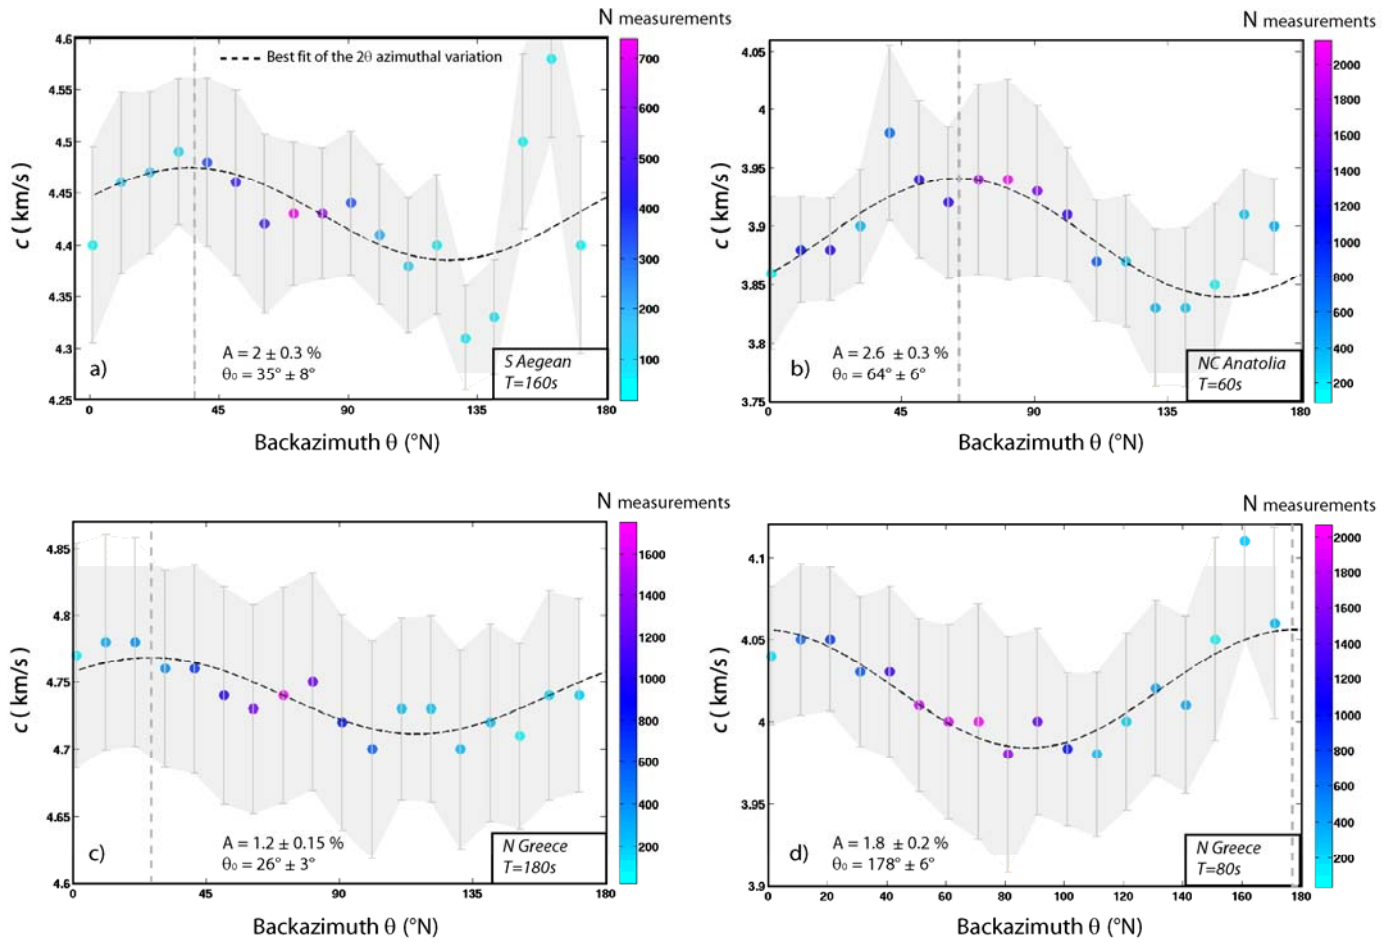 N measurements
4.6
4.55
4.5
4.45
4.4
4.35
4.3
4.25
c ( km/s)
Best fit of the 2θ azimuthal variation
a)
A = 2 ± 0.3 %
θ₀ = 35° ± 8°
S Aegean
T=160s
0 45 90 135 180
Backazimuth θ (°N)
700
600
500
400
300
200
100
N measurements
4.05
4
3.95
3.9
3.85
3.8
3.75
c ( km/s)
b)
A = 2.6 ± 0.3 %
θ₀ = 64° ± 6°
NC Anatolia
T=60s
0 45 90 135 180
Backazimuth θ (°N)
2000
1800
1600
1400
1200
1000
800
600
400
200
N measurements
4.85
4.8
4.75
4.7
4.65
4.6
c ( km/s)
c)
A = 1.2 ± 0.15 %
θ₀ = 26° ± 3°
N Greece
T=180s
0 45 90 135 180
Backazimuth θ (°N)
1600
1400
1200
1000
800
600
400
200
N measurements
4.1
4.05
4
3.95
3.9
c ( km/s)
d)
A = 1.8 ± 0.2 %
θ₀ = 178° ± 6°
N Greece
T=80s
0 20 40 60 80 100 120 140 160 180
Backazimuth θ (°N)
2000
1800
1600
1400
1200
1000
800
600
400
200